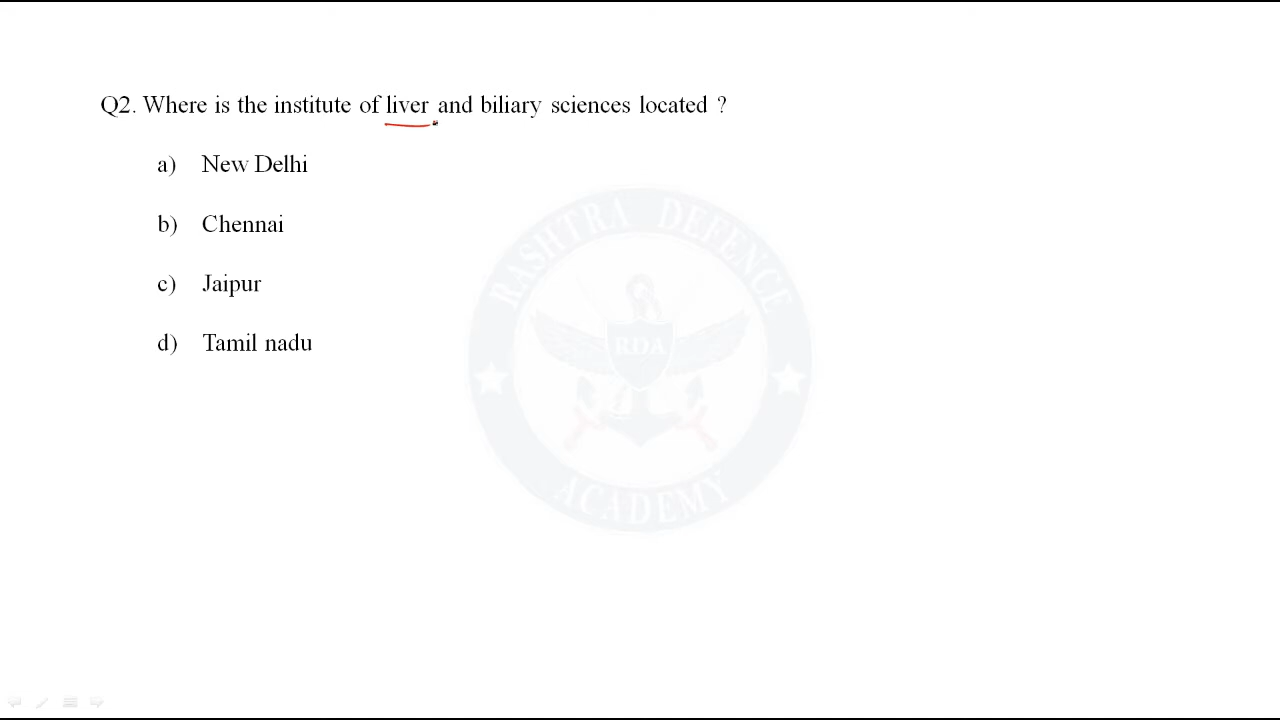 Q2. Where is the institute of liver and biliary sciences located ?
a) New Delhi
b) Chennai
c) Jaipur
d) Tamil nadu
RASHTRA DEFENCE
RDA
ACADEMY